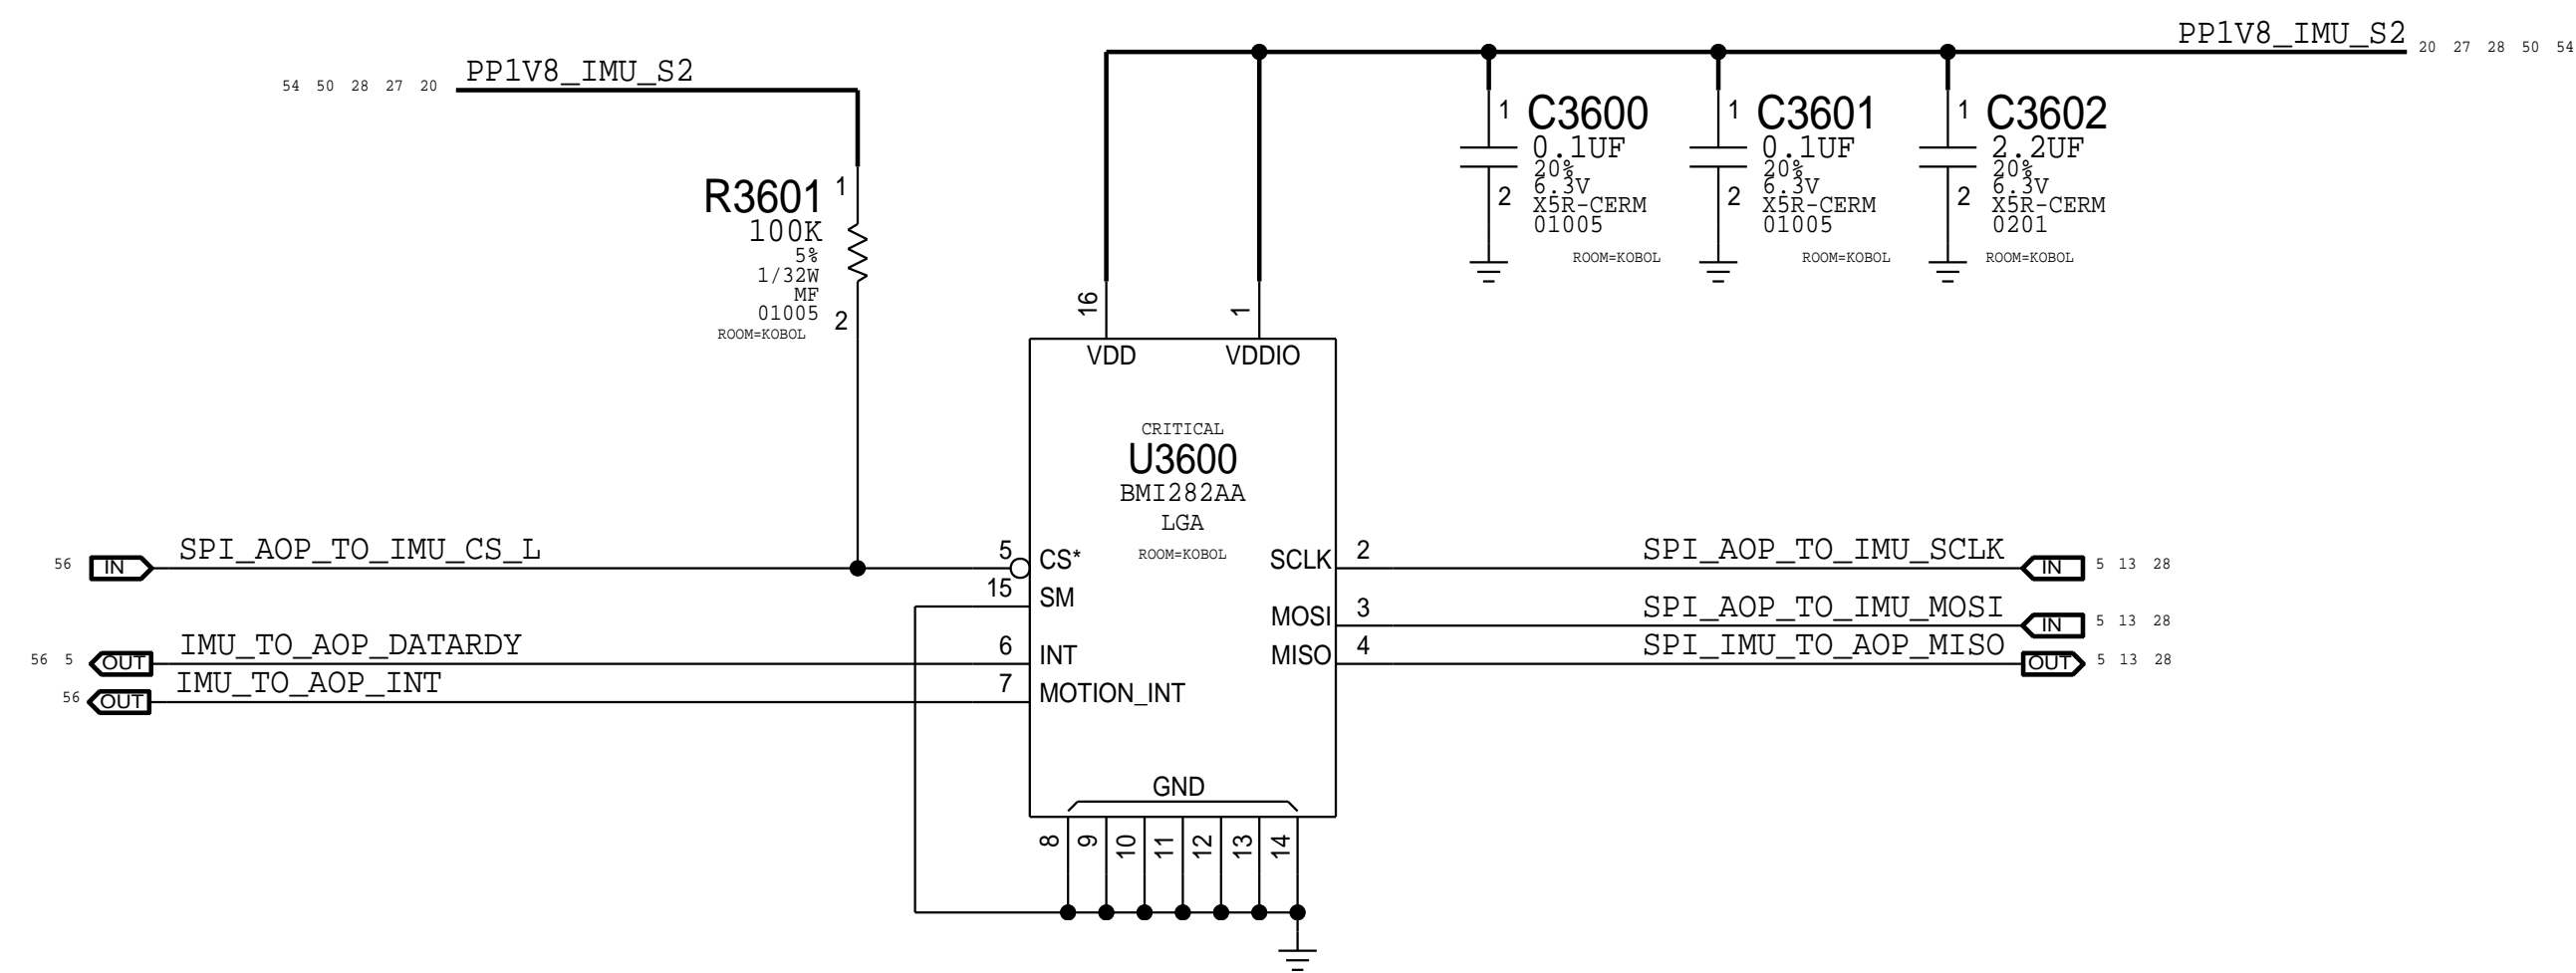 PP1V8_IMU_S2 20 27 28 50 54
54 50 28 27 20 PP1V8_IMU_S2
R3601
100K
5%
1/32W
MF
01005
ROOM=KOBOL
1
2
1
C3600
0.1UF
20%
6.3V
X5R-CERM
01005
2
ROOM=KOBOL
1
C3601
0.1UF
20%
6.3V
X5R-CERM
01005
2
ROOM=KOBOL
1
C3602
2.2UF
20%
6.3V
X5R-CERM
0201
2
ROOM=KOBOL
16
1
VDD
VDDIO
CRITICAL
U3600
BMI282AA
LGA
ROOM=KOBOL
56 IN SPI_AOP_TO_IMU_CS_L 5 CS*
15 SM
56 5 OUT IMU_TO_AOP_DATARDY 6 INT
56 OUT IMU_TO_AOP_INT 7 MOTION_INT
SCLK 2 SPI_AOP_TO_IMU_SCLK IN 5 13 28
MOSI 3 SPI_AOP_TO_IMU_MOSI IN 5 13 28
MISO 4 SPI_IMU_TO_AOP_MISO OUT 5 13 28
GND
8 9 10 11 12 13 14